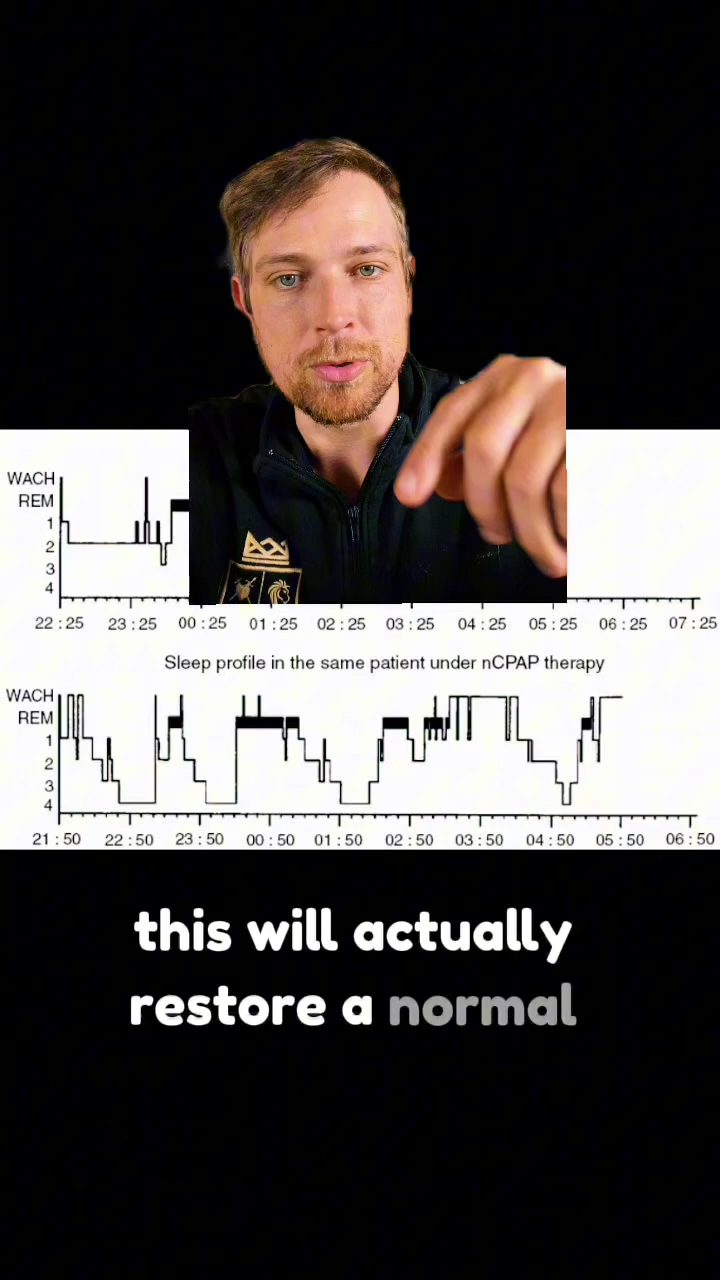 WACH
REM
1
2
3
4
22:25 23:25 00:25 01:25 02:25 03:25 04:25 05:25 06:25 07:25
Sleep profile in the same patient under nCPAP therapy
WACH
REM
1
2
3
4
21:50 22:50 23:50 00:50 01:50 02:50 03:50 04:50 05:50 06:50
this will actually
restore a normal